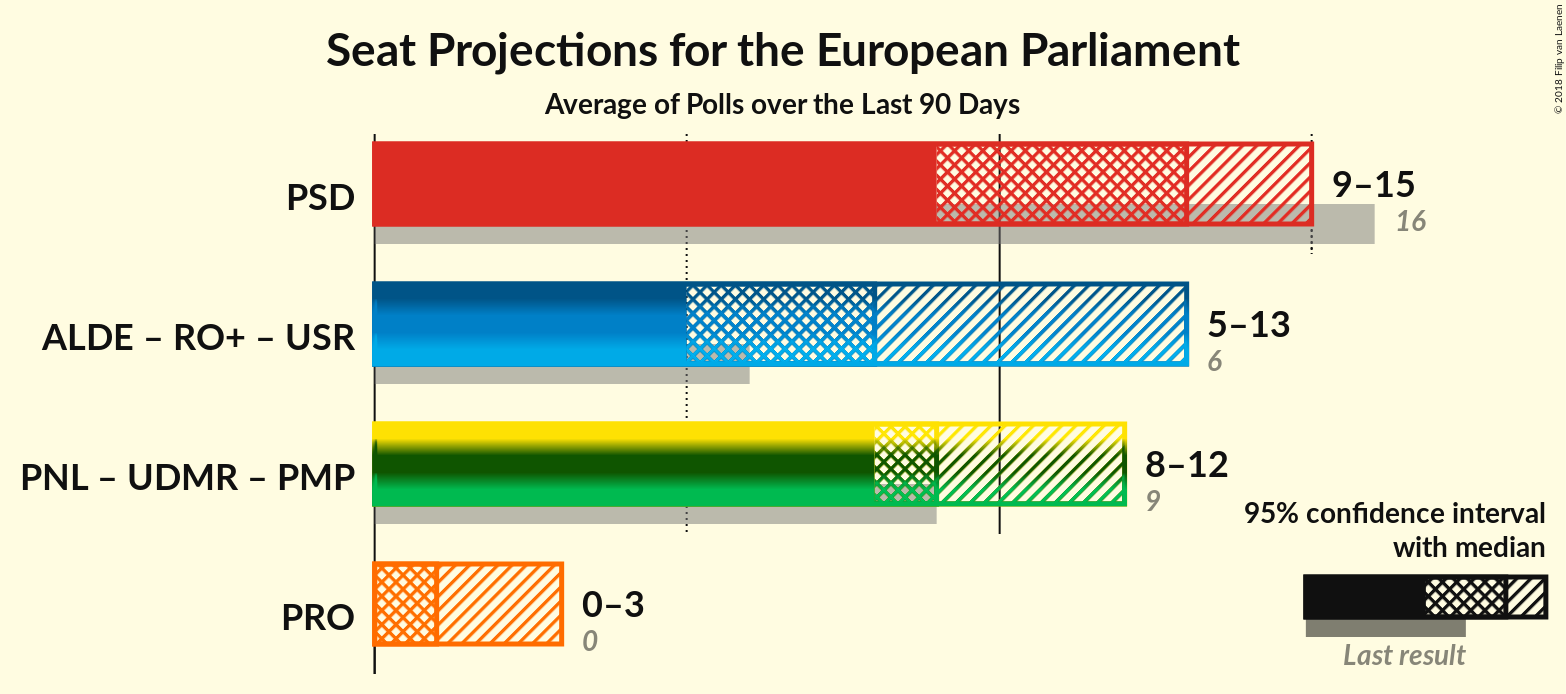 Seat Projections for the European Parliament
Average of Polls over the Last 90 Days
© 2018 Filip van Laenen
PSD
9–15
16
ALDE – RO+ – USR
5–13
6
PNL – UDMR – PMP
8–12
9
PRO
0–3
0
95% confidence interval
with median
Last result